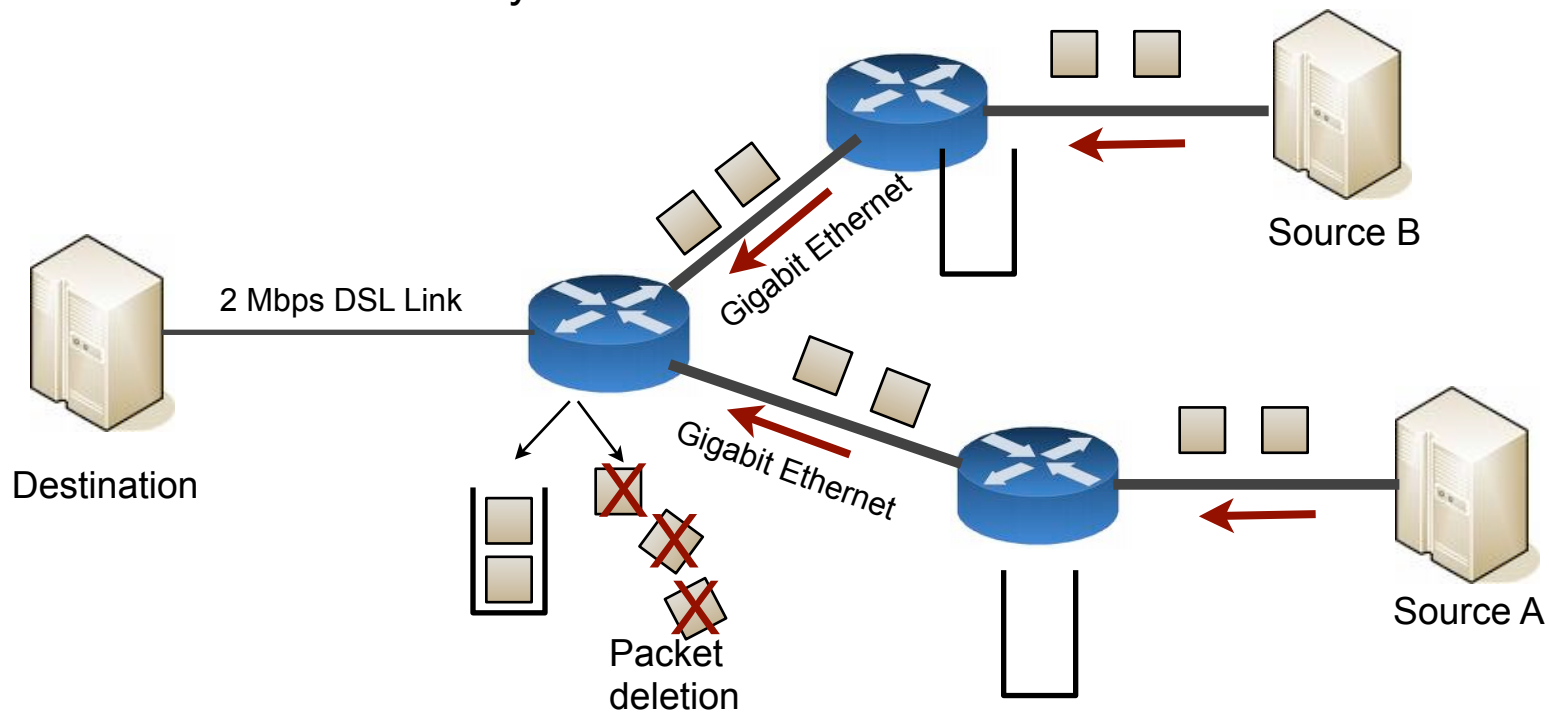 y
Source B
Gigabit Ethernet
2 Mbps DSL Link
Gigabit Ethernet
Destination
Source A
Packet
deletion